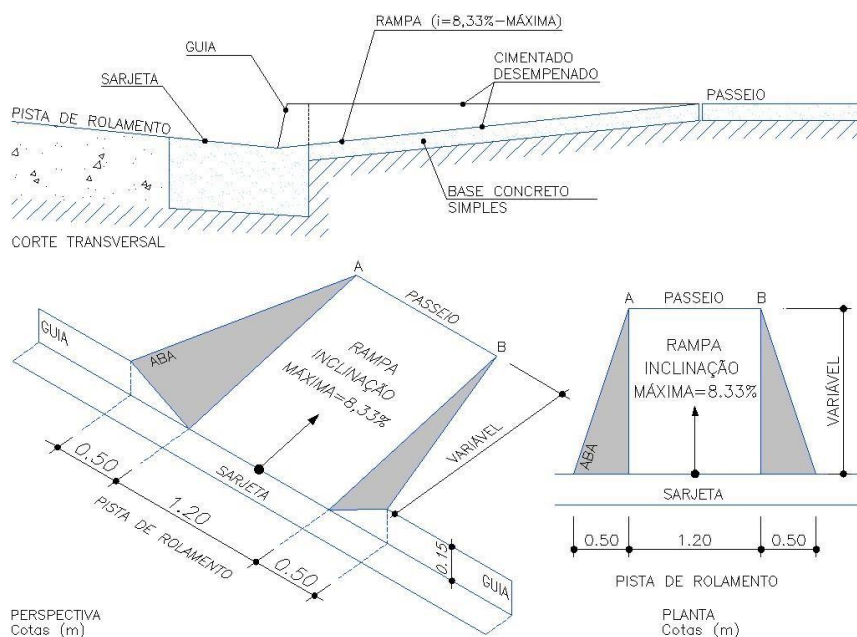 RAMPA (i=8,33%-MÁXIMA)
GUIA
CIMENTADO
DESEMPENADO
SARJETA
PASSEIO
PISTA DE ROLAMENTO
BASE CONCRETO
SIMPLES
CORTE TRANSVERSAL
A
PASSEIO
B
GUIA
ABA
RAMPA
INCLINAÇÃO
MÁXIMA=8,33%
VARIÁVEL
SARJETA
0.50
1.20
0.50
PISTA DE ROLAMENTO
0.15
GUIA
PERSPECTIVA
Cotas (m)
A
PASSEIO
B
RAMPA
INCLINAÇÃO
MÁXIMA=8.33%
VARIÁVEL
ABA
SARJETA
0.50
1.20
0.50
PISTA DE ROLAMENTO
PLANTA
Cotas (m)